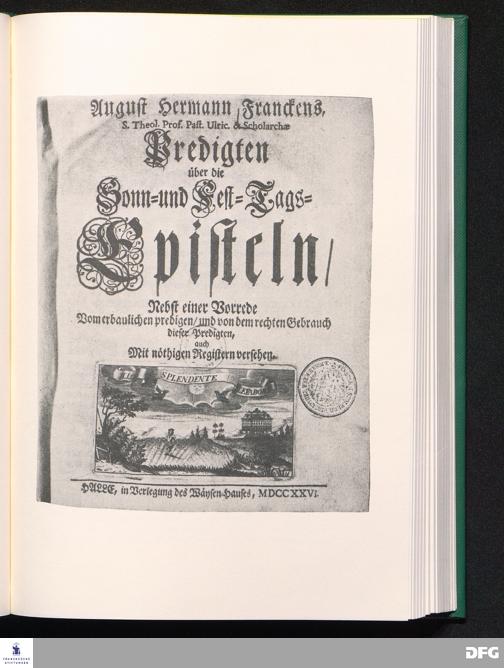 August Hermann Franckens,
S. Theol. Prof. Past. Ulric. & Scholarchæ
Predigten
über die
Sonn-und Fest-Tags-
Episteln/
Nebst einer Vorrede
Vom erbaulichen predigen/ und von dem rechten Gebrauch
dieser Predigten,
auch
Mit nöthigen Registern versehen.
SPLENDENTE
HALLE, in Verlegung des Wäysen-Hauses, MDCCXXVI.
FRANCKESCHE
STIFTUNGEN
DFG